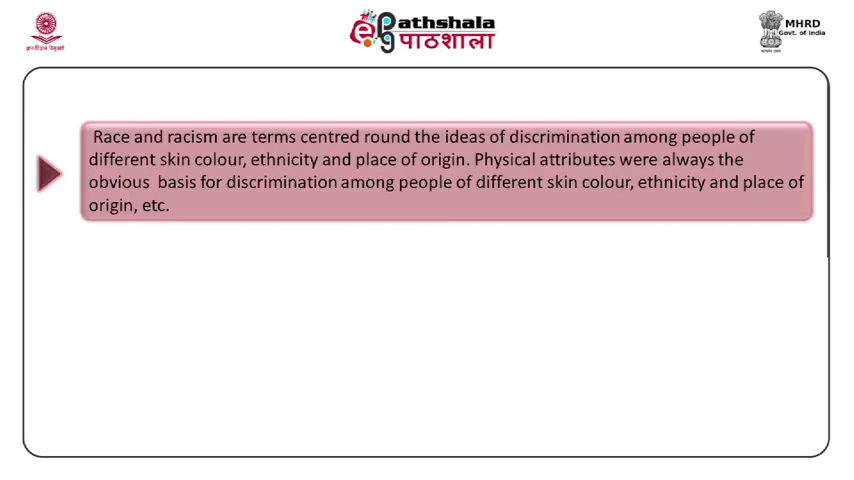 Pathshala
पाठशाला
MHRD
Govt. of India
Race and racism are terms centred round the ideas of discrimination among people of
different skin colour, ethnicity and place of origin. Physical attributes were always the
obvious basis for discrimination among people of different skin colour, ethnicity and place of
origin, etc.